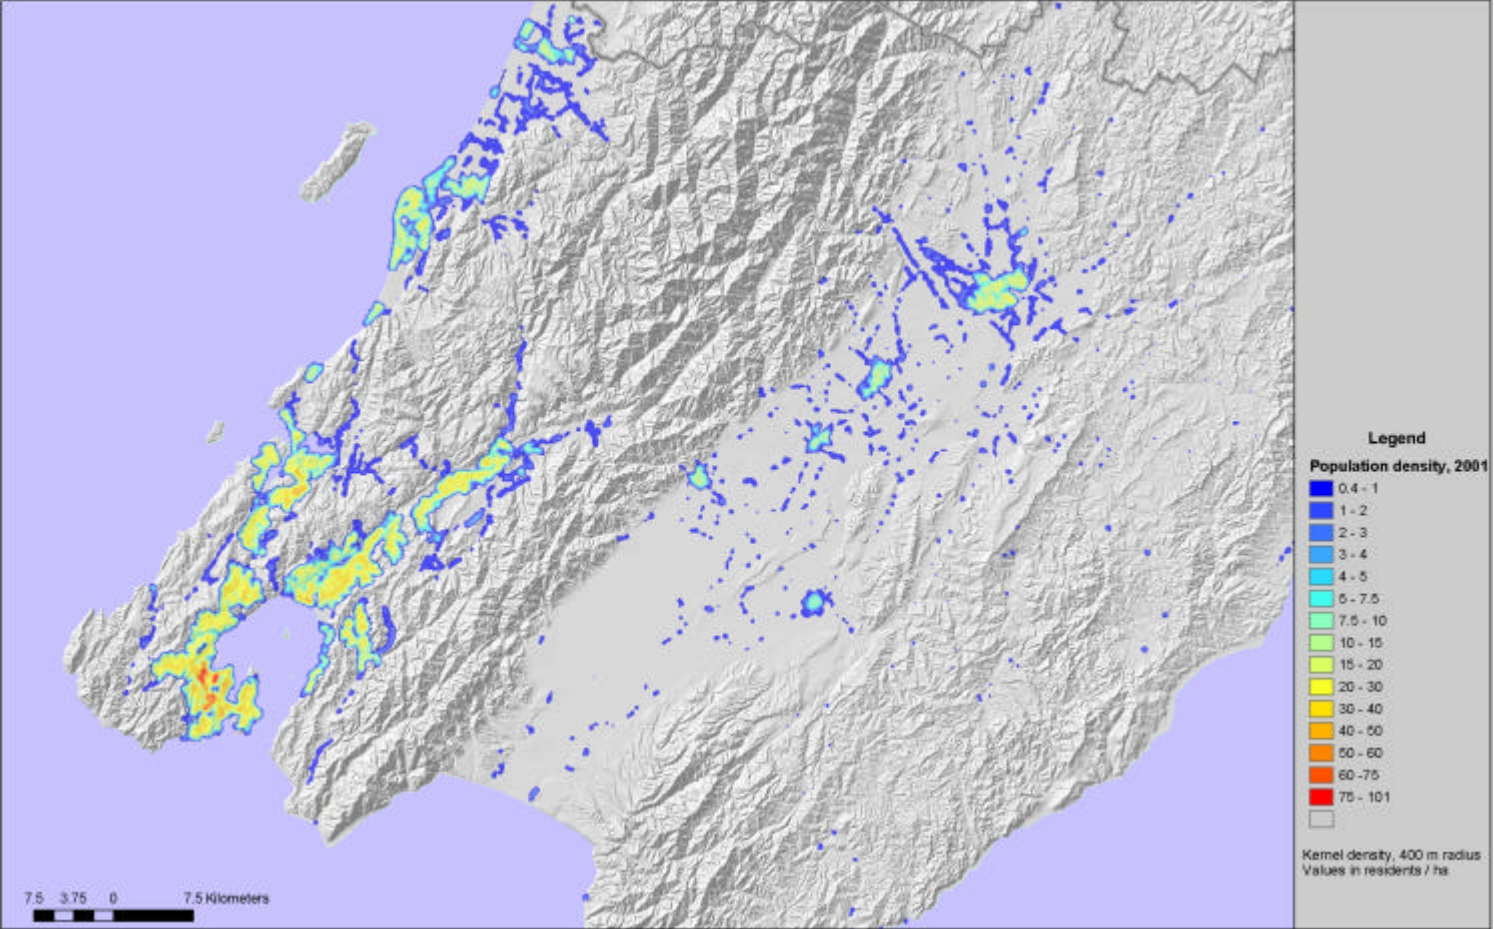 Legend
Population density, 2001
0.4 - 1
1 - 2
2 - 3
3 - 4
4 - 5
5 - 7.5
7.5 - 10
10 - 15
15 - 20
20 - 30
30 - 40
40 - 50
50 - 60
60 -75
75 - 101
Kernel density, 400 m radius
Values in residents / ha
7.5 3.75 0 7.5 Kilometers